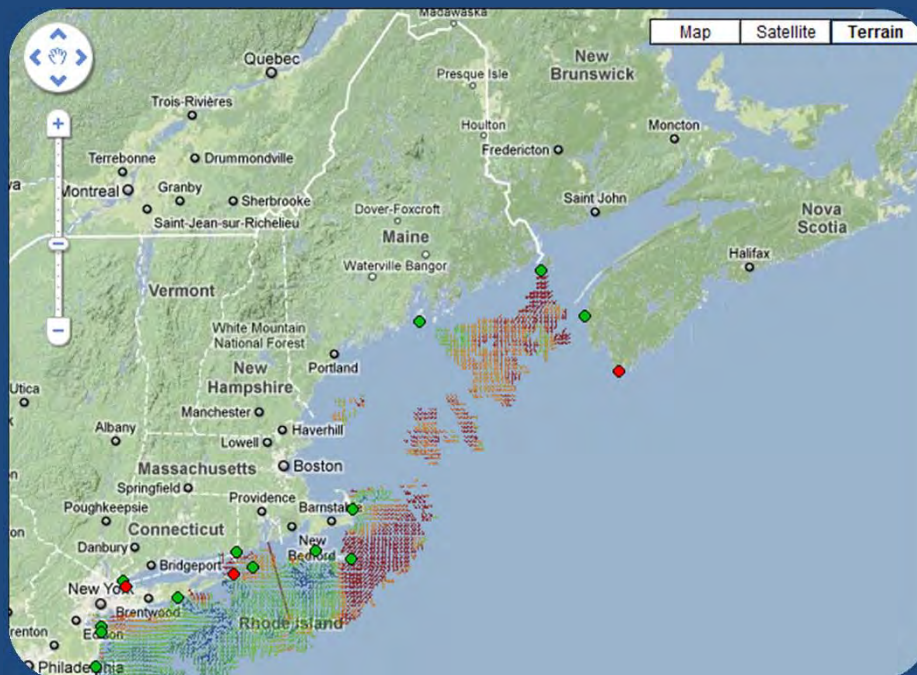 Madawaska
Map
Satellite
Terrain
Quebec
New
Brunswick
Presque Isle
Trois-Rivières
Houlton
Moncton
Fredericton
Terrebonne
Drummondville
Montreal
Granby
Sherbrooke
Saint John
Saint-Jean-sur-Richelieu
Dover-Foxcroft
Nova
Scotia
Maine
Halifax
Waterville Bangor
Vermont
White Mountain
National Forest
Portland
New
Hampshire
Utica
Manchester
Albany
Haverhill
Lowell
Boston
Massachusetts
Springfield
Providence
Poughkeepsie
Barnstable
Connecticut
New
Bedford
Danbury
Bridgeport
New York
Brentwood
Rhode Island
Edison
Philadelphia